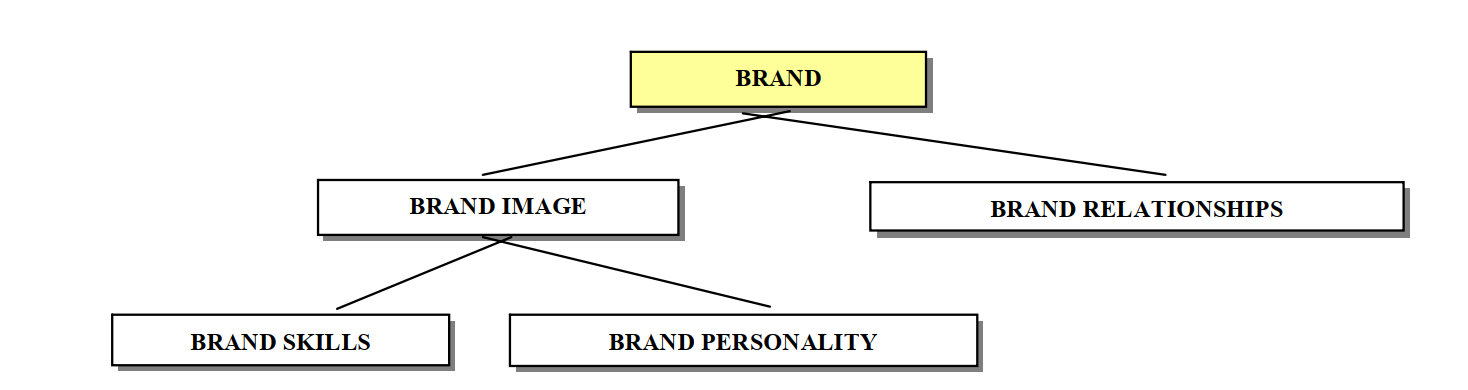 BRAND
BRAND IMAGE
BRAND RELATIONSHIPS
BRAND SKILLS
BRAND PERSONALITY